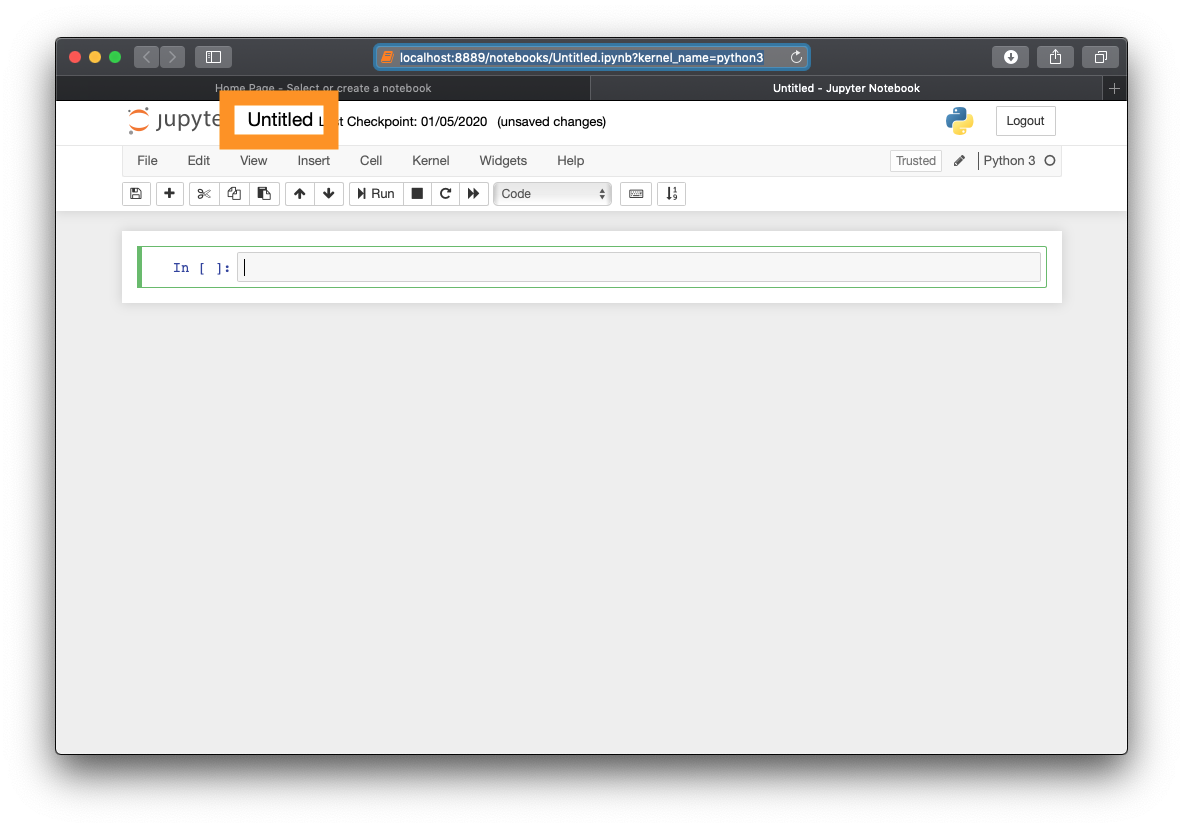 localhost:8889/notebooks/Untitled.ipynb?kernel_name=python3
Home Page - Select or create a notebook
Untitled - Jupyter Notebook
jupyte Untitled Checkpoint: 01/05/2020 (unsaved changes)
Logout
File Edit View Insert Cell Kernel Widgets Help Trusted Python 3
Run Code
In [ ]: